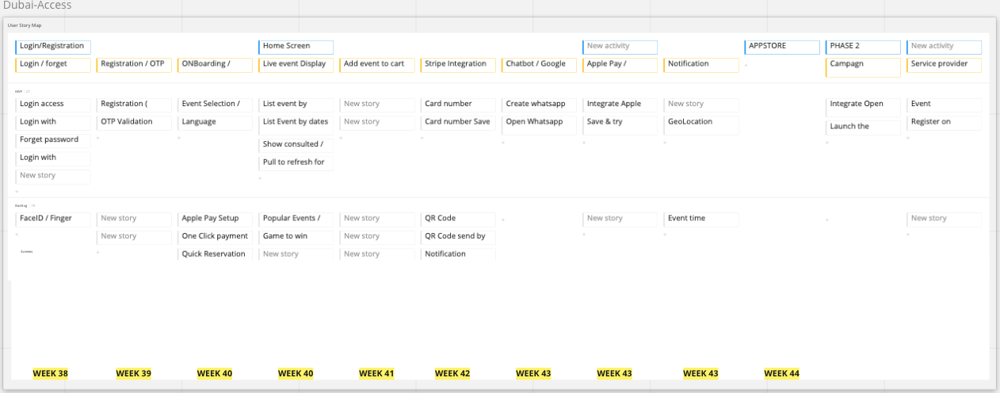 Dubai-Access
User Story Map
Login/Registration
Home Screen
New activity
APPSTORE
PHASE 2
New activity
Login / forget
Registration / OTP
ONBoarding /
Live event Display
Add event to cart
Stripe Integration
Chatbot / Google
Apple Pay /
Notification
Campagn
Service provider
MVP
Login access
Registration (
Event Selection /
List event by
New story
Card number
Create whatsapp
Integrate Apple
New story
Integrate Open
Event
Login with
OTP Validation
Language
List Event by dates
New story
Card number Save
Open Whatsapp
Save & try
GeoLocation
Launch the
Register on
Forget password
Show consulted /
Login with
Pull to refresh for
New story
Backlog
FaceID / Finger
New story
Apple Pay Setup
Popular Events /
New story
QR Code
New story
Event time
New story
New story
One Click payment
Game to win
New story
QR Code send by
Screens
Quick Reservation
New story
New story
Notification
WEEK 38
WEEK 39
WEEK 40
WEEK 40
WEEK 41
WEEK 42
WEEK 43
WEEK 43
WEEK 43
WEEK 44